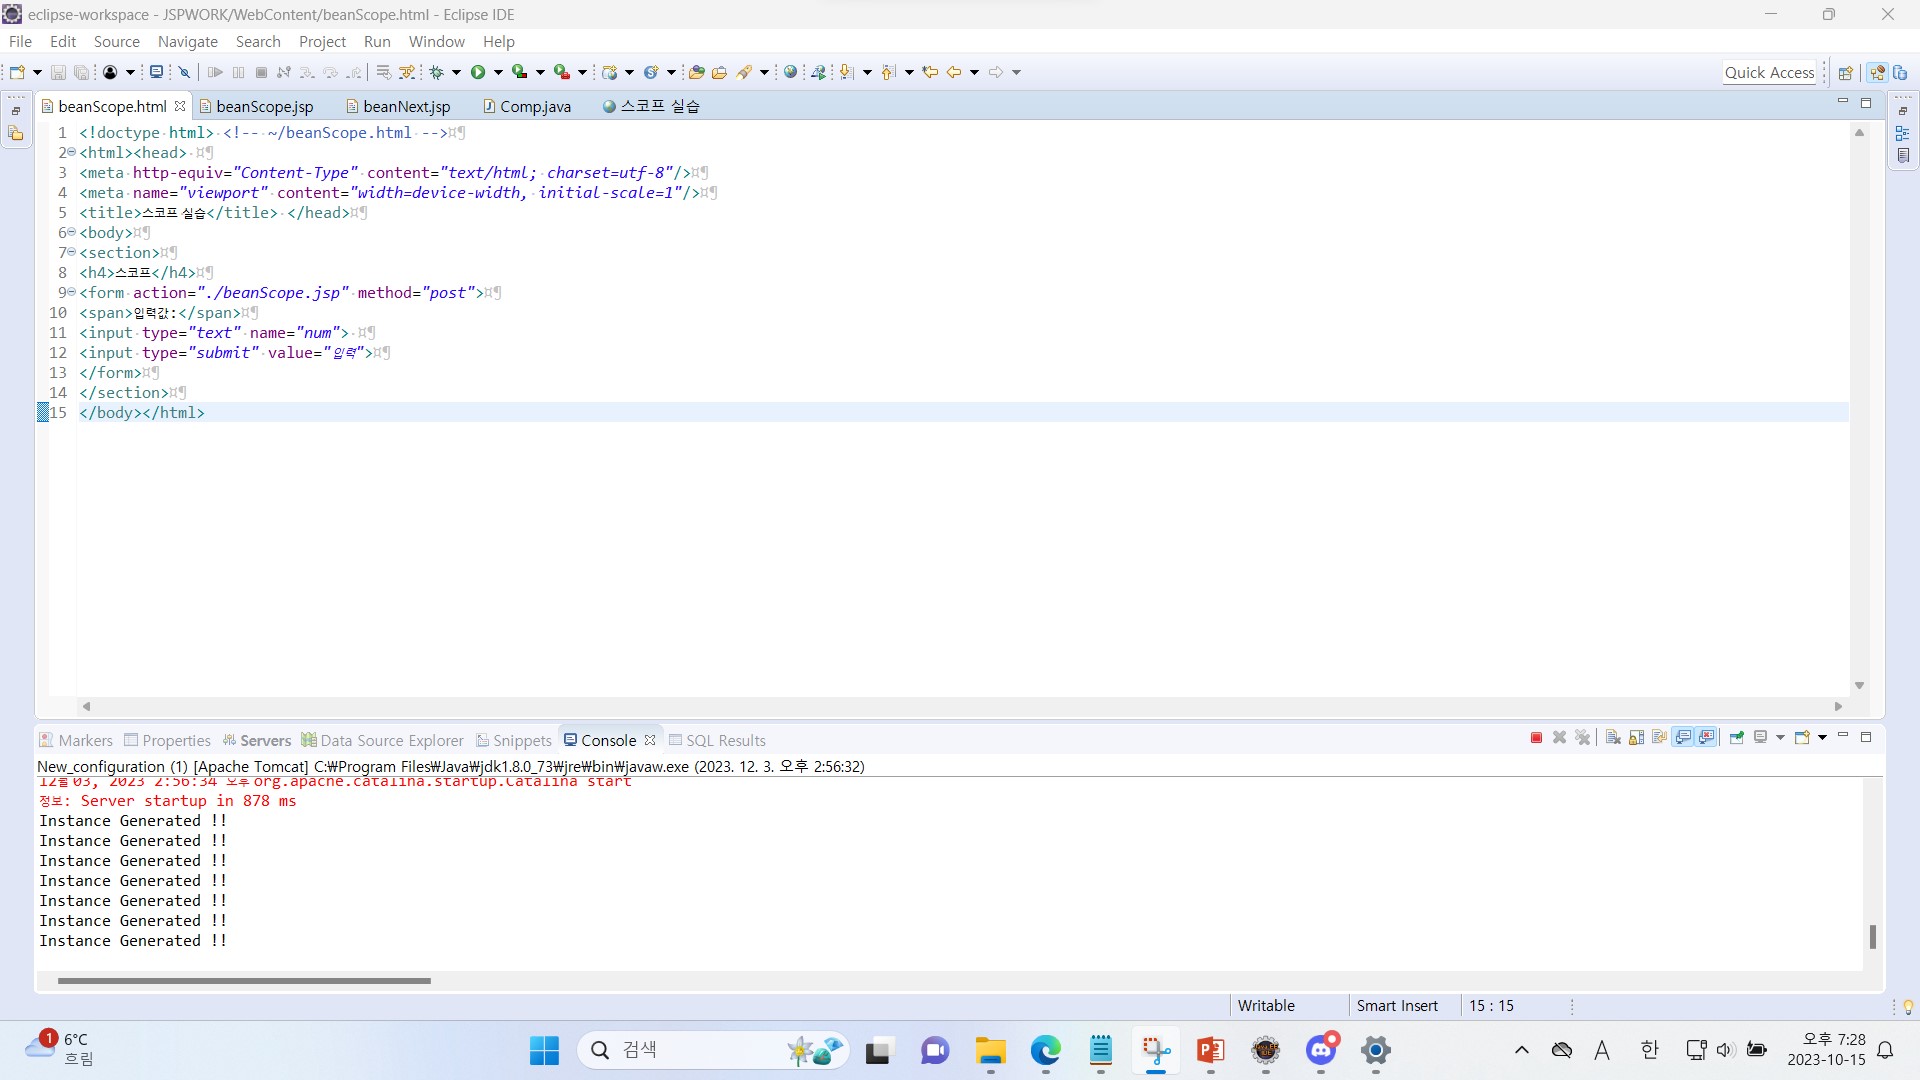 eclipse-workspace - JSPWORK/WebContent/beanScope.html - Eclipse IDE
File Edit Source Navigate Search Project Run Window Help
Quick Access
beanScope.html beanScope.jsp beanNext.jsp Comp.java 스코프 실습
1 <!doctype html> <!-- ~/beanScope.html -->¤¶
2 <html><head> ¤¶
3 <meta http-equiv="Content-Type" content="text/html; charset=utf-8"/>¤¶
4 <meta name="viewport" content="width=device-width, initial-scale=1"/>¤¶
5 <title>스코프 실습</title> </head>¤¶
6 <body>¤¶
7 <section>¤¶
8 <h4>스코프</h4>¤¶
9 <form action="./beanScope.jsp" method="post">¤¶
10 <span>입력값:</span>¤¶
11 <input type="text" name="num"> ¤¶
12 <input type="submit" value="입력">¤¶
13 </form>¤¶
14 </section>¤¶
15 </body></html>
Markers Properties Servers Data Source Explorer Snippets Console SQL Results
New_configuration (1) [Apache Tomcat] C:₩Program Files₩Java₩jdk1.8.0_73₩jre₩bin₩javaw.exe (2023. 12. 3. 오후 2:56:32)
12월 03, 2023 2:56:34 오후 org.apache.catalina.startup.Catalina start
정보: Server startup in 878 ms
Instance Generated !!
Instance Generated !!
Instance Generated !!
Instance Generated !!
Instance Generated !!
Instance Generated !!
Instance Generated !!
Writable Smart Insert 15 : 15
1 6°C
흐림
검색
A 한
오후 7:28
2023-10-15